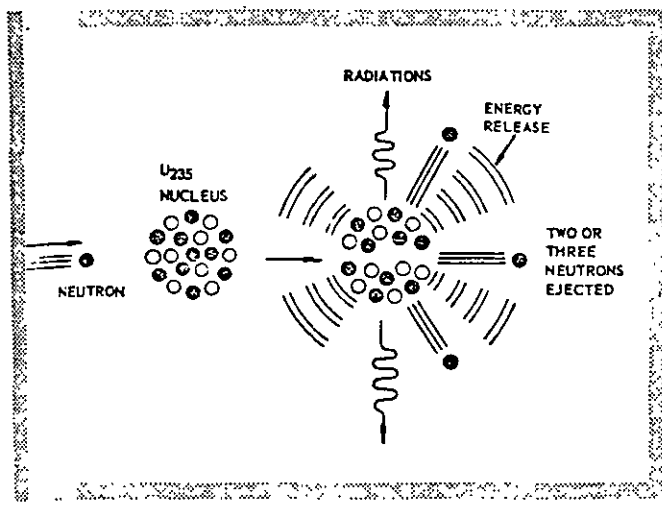 RADIATIONS
ENERGY
RELEASE
U235
NUCLEUS
NEUTRON
TWO OR
THREE
NEUTRONS
EJECTED